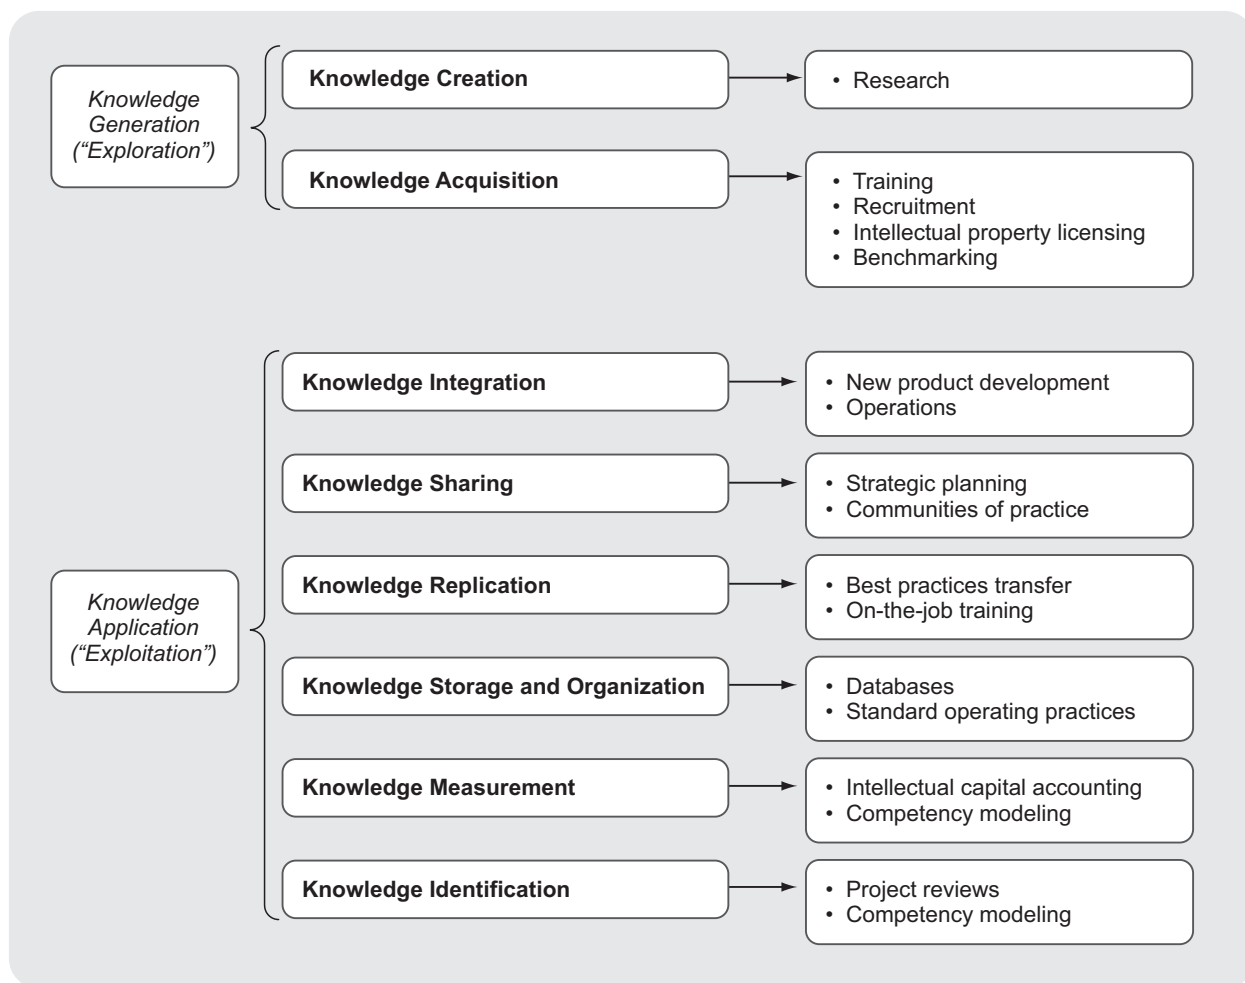 Knowledge
Generation
(“Exploration”)
Knowledge Creation
• Research
Knowledge Acquisition
• Training
• Recruitment
• Intellectual property licensing
• Benchmarking
Knowledge
Application
(“Exploitation”)
Knowledge Integration
• New product development
• Operations
Knowledge Sharing
• Strategic planning
• Communities of practice
Knowledge Replication
• Best practices transfer
• On-the-job training
Knowledge Storage and Organization
• Databases
• Standard operating practices
Knowledge Measurement
• Intellectual capital accounting
• Competency modeling
Knowledge Identification
• Project reviews
• Competency modeling